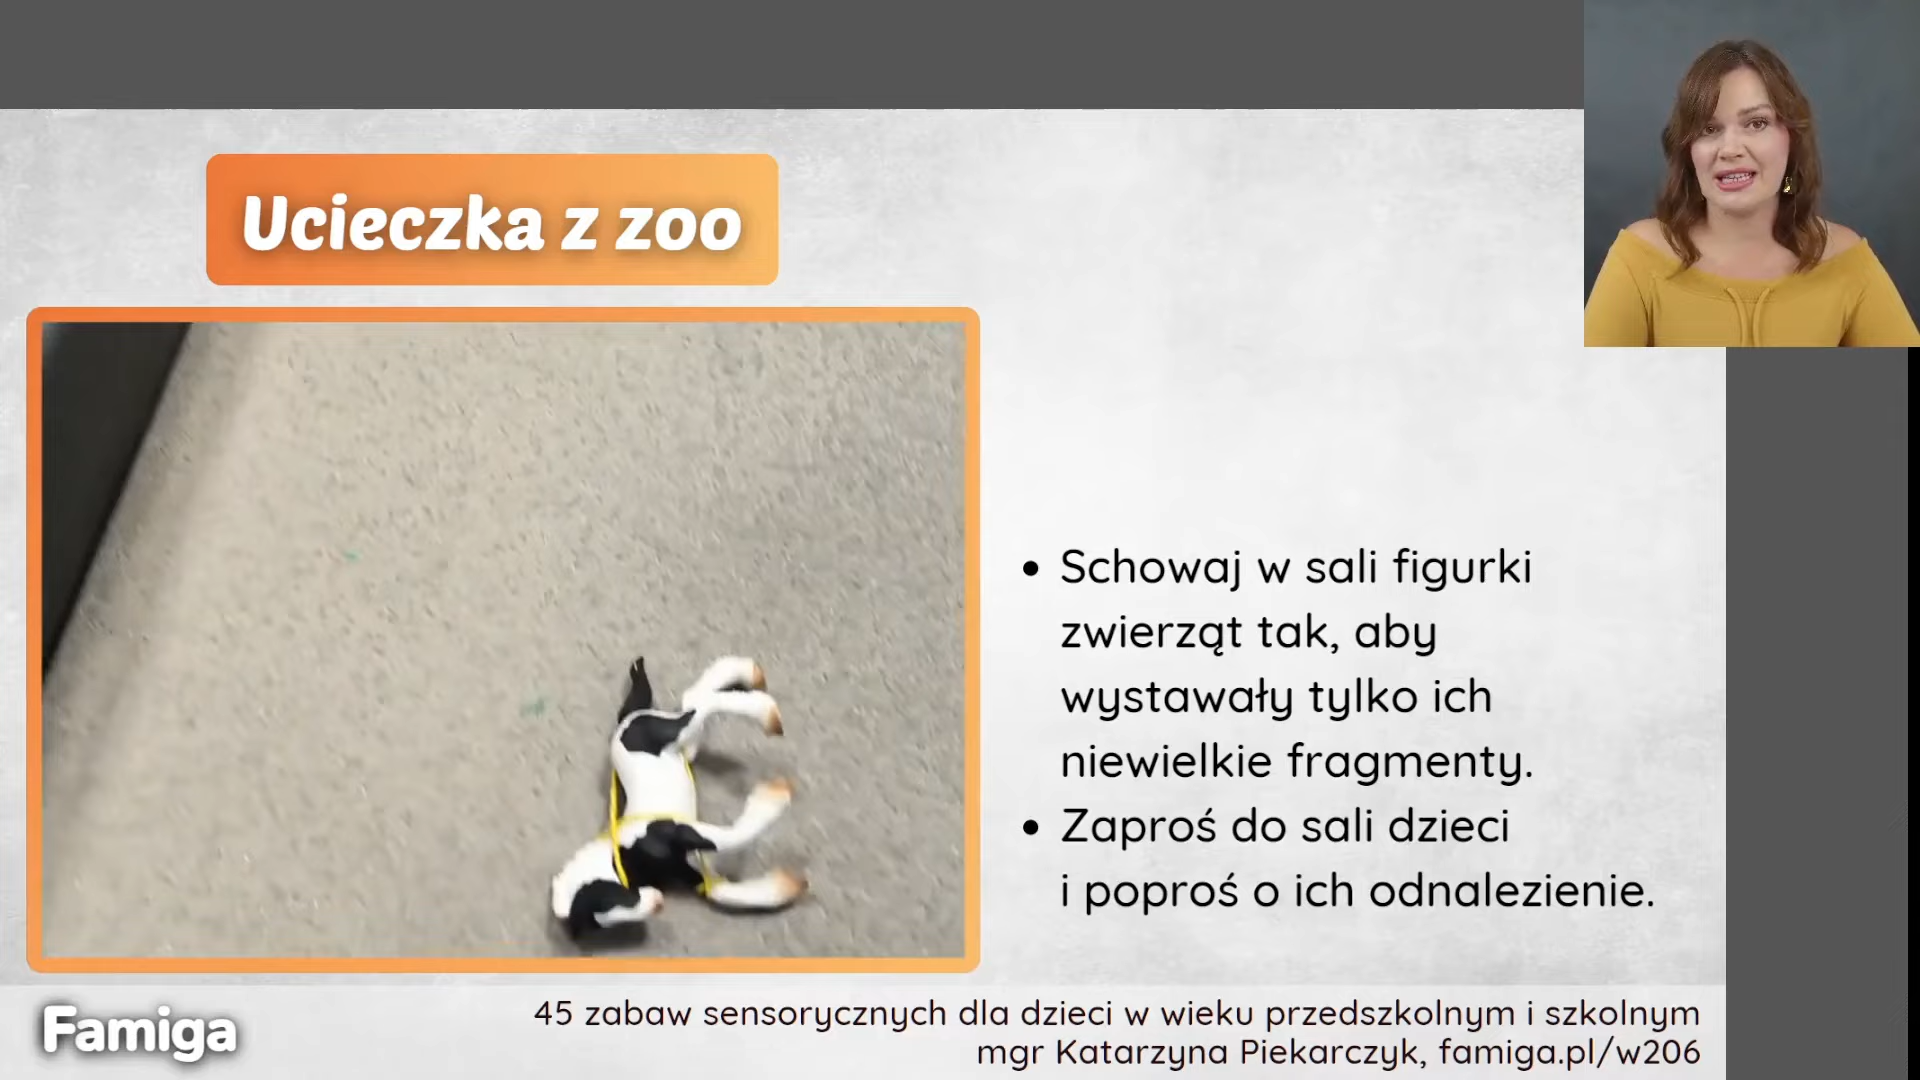 Ucieczka z zoo
• Schowaj w sali figurki
zwierząt tak, aby
wystawały tylko ich
niewielkie fragmenty.
• Zaproś do sali dzieci
i poproś o ich odnalezienie.
Famiga
45 zabaw sensorycznych dla dzieci w wieku przedszkolnym i szkolnym
mgr Katarzyna Piekarczyk, famiga.pl/w206